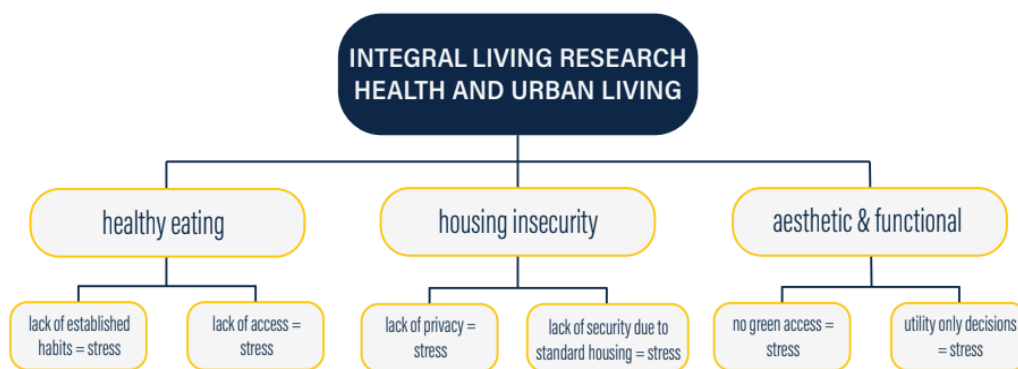 INTEGRAL LIVING RESEARCH
HEALTH AND URBAN LIVING
healthy eating
housing insecurity
aesthetic & functional
lack of established
habits = stress
lack of access =
stress
lack of privacy =
stress
lack of security due to
standard housing = stress
no green access =
stress
utility only decisions
= stress